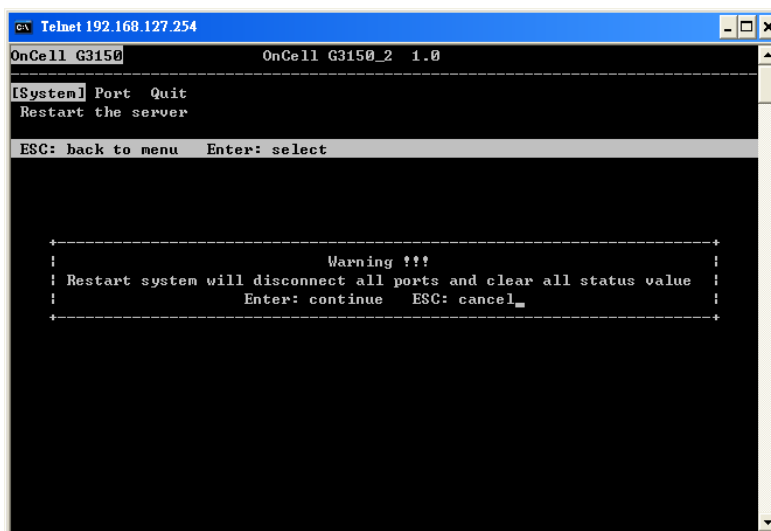 Telnet 192.168.127.254
OnCell G3150 OnCell G3150_2 1.0
[System] Port Quit
Restart the server
ESC: back to menu Enter: select
Warning !!!
Restart system will disconnect all ports and clear all status value
Enter: continue ESC: cancel_